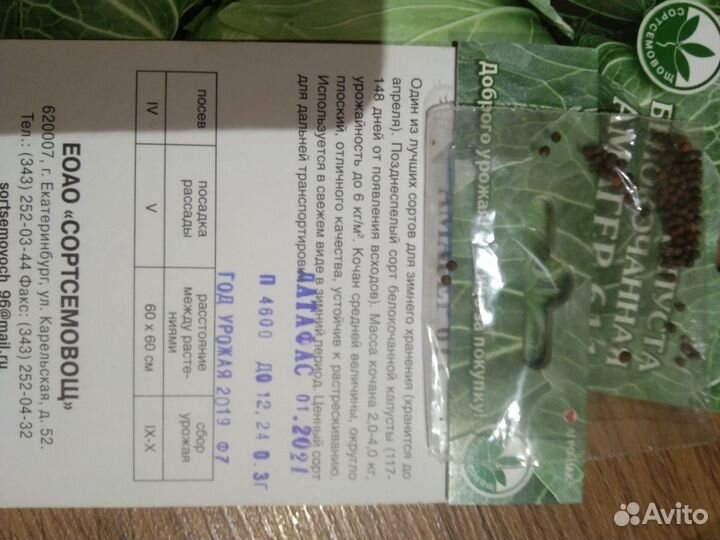 СОРТСЕМОВОЩ
КАПУСТА
БЕЛОКОЧАННАЯ
АМАГЕР 611
Доброго урожая
за покупку!
Один из лучших сортов для зимнего хранения (хранится до
апреля). Позднеспелый сорт белокочанной капусты (117-
148 дней от появления всходов). Масса кочана 2,0-4,0 кг,
урожайность до 6 кг/м². Кочан средней величины, округло
плоский, отличного качества, устойчив к растрескиванию.
Используется в свежем виде в зимний период. Ценный сорт
для дальней транспортировки.
ДАТАФАС 01.2021
П 4600 ДО 12.24 0.3Г
ГОД УРОЖАЯ 2019 Ф7
посев
посадка рассады
расстояние между расте-ниями
сбор урожая
IV
V
60 x 60 см
IX-X
ЕОАО «СОРТСЕМОВОЩ»
620007, г. Екатеринбург, ул. Карельская, д. 52.
Тел.: (343) 252-03-44 Факс: (343) 252-04-32
sortsemovoch_96@mail.ru
Avito